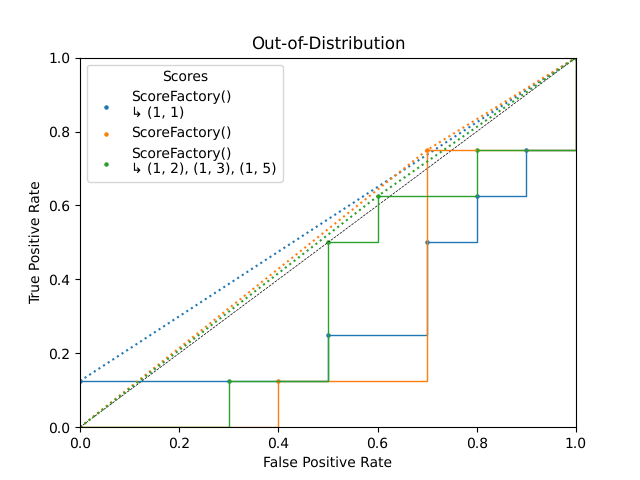 Out-of-Distribution
Scores
ScoreFactory()
↳ (1, 1)
ScoreFactory()
ScoreFactory()
↳ (1, 2), (1, 3), (1, 5)
True Positive Rate
1.0
0.8
0.6
0.4
0.2
0.0
0.0 0.2 0.4 0.6 0.8 1.0
False Positive Rate